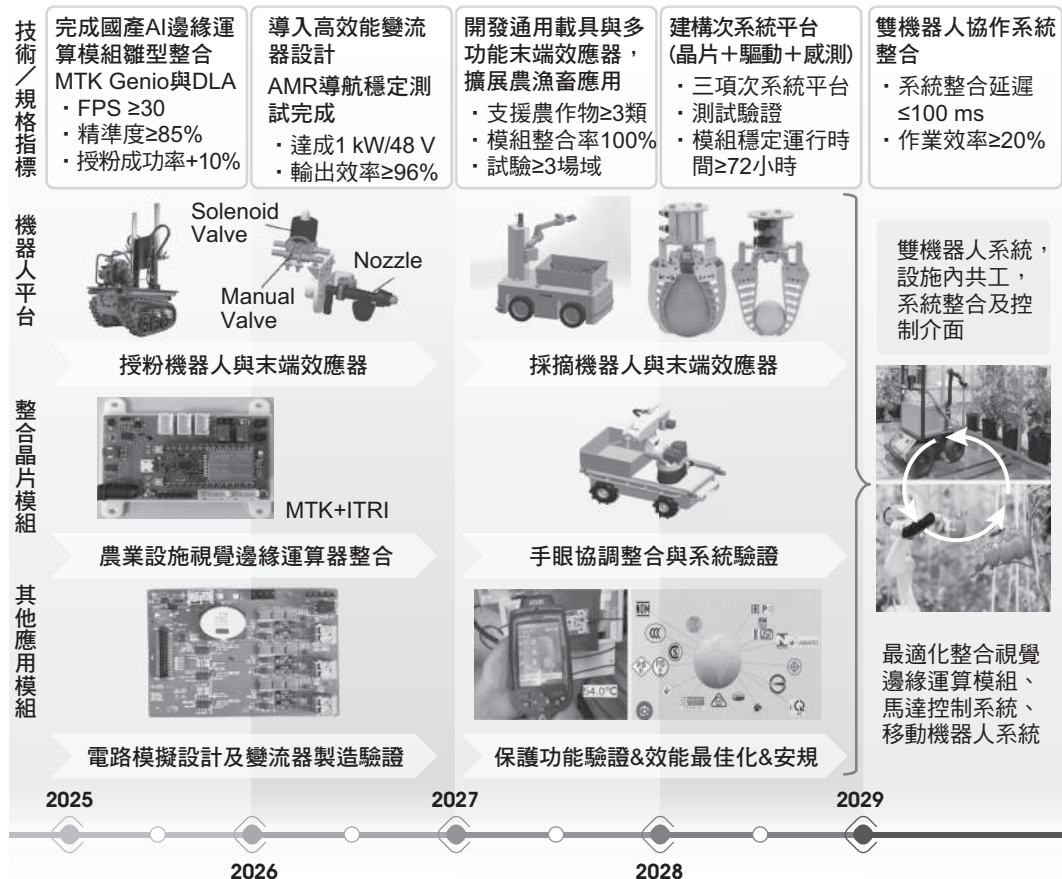 技術／規格指標
完成國產AI邊緣運
算模組雛型整合
MTK Genio與DLA
・FPS ≥30
・精準度≥85%
・授粉成功率+10%
導入高效能變流
器設計
AMR導航穩定測
試完成
・達成1 kW/48 V
・輸出效率≥96%
開發通用載具與多
功能末端效應器，
擴展農漁畜應用
・支援農作物≥3類
・模組整合率100%
・試驗≥3場域
建構次系統平台
(晶片＋驅動＋感測)
・三項次系統平台
・測試驗證
・模組穩定運行時
間≥72小時
雙機器人協作系統
整合
・系統整合延遲
≤100 ms
・作業效率≥20%
機器人平台
Solenoid
Valve
Nozzle
Manual
Valve
授粉機器人與末端效應器
採摘機器人與末端效應器
雙機器人系統，
設施內共工，
系統整合及控
制介面
整合晶片模組
MTK+ITRI
農業設施視覺邊緣運算器整合
手眼協調整合與系統驗證
其他應用模組
54.0°C
NOM
電路模擬設計及變流器製造驗證
保護功能驗證&效能最佳化&安規
最適化整合視覺
邊緣運算模組、
馬達控制系統、
移動機器人系統
2025
2026
2027
2028
2029